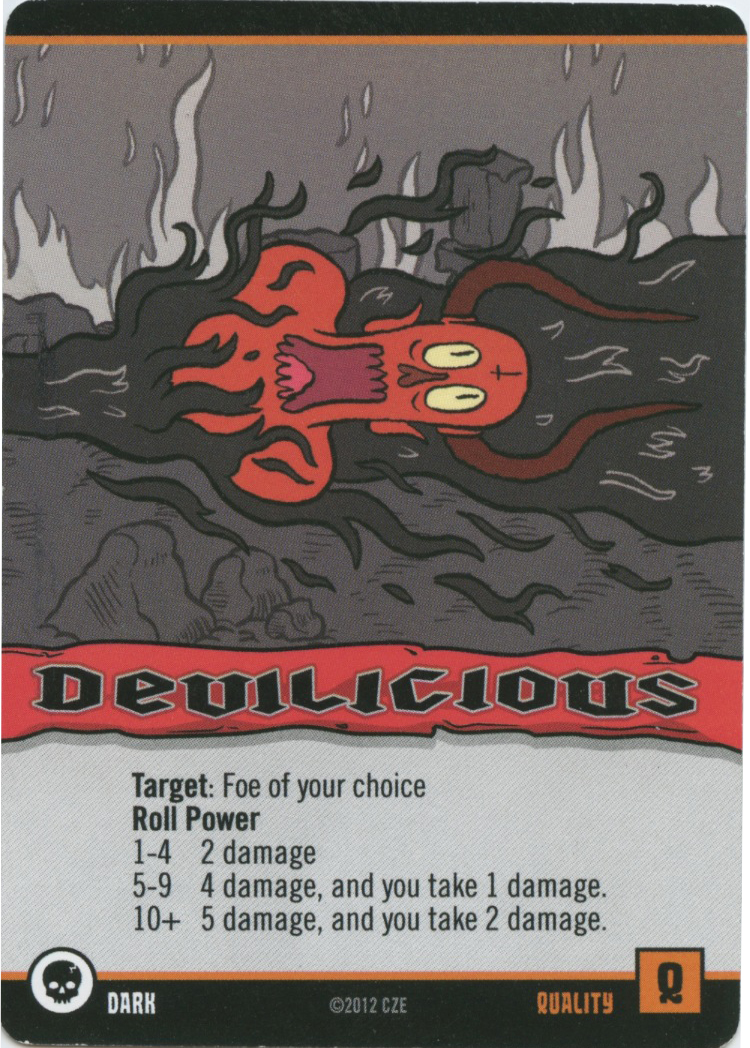 Devilicious
Target: Foe of your choice
Roll Power
1-4 2 damage
5-9 4 damage, and you take 1 damage.
10+ 5 damage, and you take 2 damage.
DARK ©2012 CZE QUALITY Q